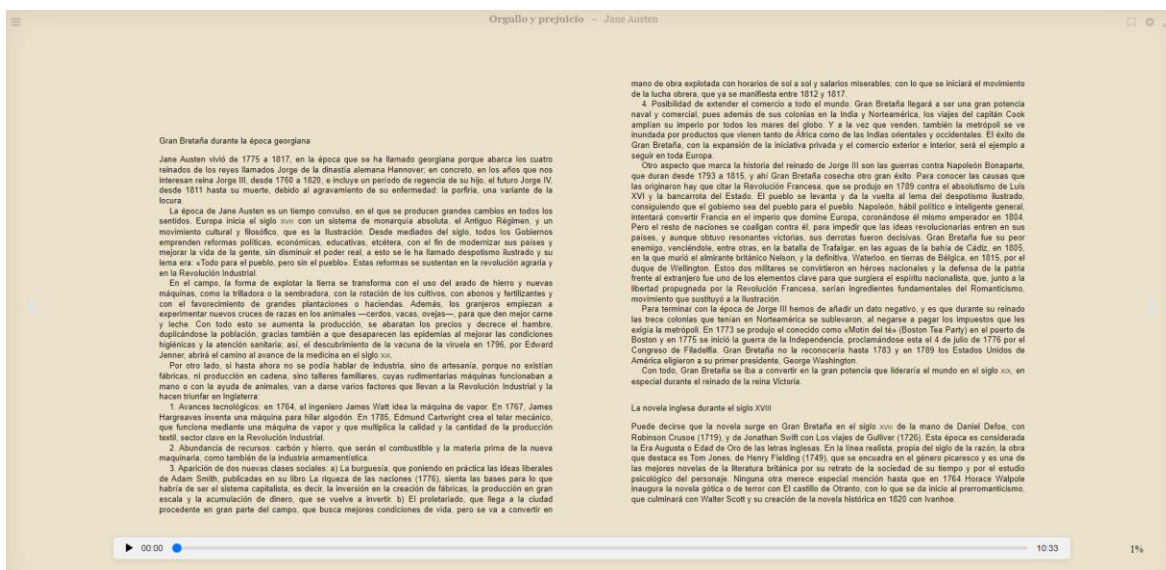 Orgullo y prejuicio – Jane Austen
Gran Bretaña durante la época georgiana
Jane Austen vivió de 1775 a 1817, en la época que se ha llamado georgiana porque abarca los cuatro
reinados de los reyes llamados Jorge de la dinastía alemana Hannover; en concreto, en los años que nos
interesan reina Jorge III, desde 1760 a 1820, e incluye un período de regencia de su hijo, el futuro Jorge IV,
desde 1811 hasta su muerte, debido al agravamiento de su enfermedad: la porfiria, una variante de la
locura.
La época de Jane Austen es un tiempo convulso, en el que se producen grandes cambios en todos los
sentidos. Europa inicia el siglo XVIII con un sistema de monarquía absoluta, el Antiguo Régimen, y un
movimiento cultural y filosófico, que es la Ilustración. Desde mediados del siglo, todos los Gobiernos
emprenden reformas políticas, económicas, educativas, etcétera, con el fin de modernizar sus países y
mejorar la vida de la gente, sin disminuir el poder real, a esto se le ha llamado despotismo ilustrado y su
lema era: «Todo para el pueblo, pero sin el pueblo». Estas reformas se sustentan en la revolución agraria y
en la Revolución Industrial.
En el campo, la forma de explotar la tierra se transforma con el uso del arado de hierro y nuevas
máquinas, como la trilladora o la sembradora, con la rotación de los cultivos, con abonos y fertilizantes y
con el favorecimiento de grandes plantaciones o haciendas. Además, los granjeros empiezan a
experimentar nuevos cruces de razas en los animales —cerdos, vacas, ovejas—, para que den mejor carne
y leche. Con todo esto se aumenta la producción, se abaratan los precios y decrece el hambre,
duplicándose la población, gracias también a que desaparecen las epidemias al mejorar las condiciones
higiénicas y la atención sanitaria; así, el descubrimiento de la vacuna de la viruela en 1796, por Edward
Jenner, abrirá el camino al avance de la medicina en el siglo XIX.
Por otro lado, si hasta ahora no se podía hablar de industria, sino de artesanía, porque no existían
fábricas, ni producción en cadena, sino talleres familiares, cuyas rudimentarias máquinas funcionaban a
mano o con la ayuda de animales, van a darse varios factores que llevan a la Revolución Industrial y la
hacen triunfar en Inglaterra:
1. Avances tecnológicos: en 1764, el ingeniero James Watt idea la máquina de vapor. En 1767, James
Hargreaves inventa una máquina para hilar algodón. En 1785, Edmund Cartwright crea el telar mecánico,
que funciona mediante una máquina de vapor y que multiplica la calidad y la cantidad de la producción
textil, sector clave en la Revolución Industrial.
2. Abundancia de recursos: carbón y hierro, que serán el combustible y la materia prima de la nueva
maquinaria, como también de la industria armamentística.
3. Aparición de dos nuevas clases sociales: a) La burguesía, que poniendo en práctica las ideas liberales
de Adam Smith, publicadas en su libro La riqueza de las naciones (1776), sienta las bases para lo que
habría de ser el sistema capitalista, es decir, la inversión en la creación de fábricas, la producción en gran
escala y la acumulación de dinero, que se vuelve a invertir. b) El proletariado, que llega a la ciudad
procedente en gran parte del campo, que busca mejores condiciones de vida, pero se va a convertir en
mano de obra explotada con horarios de sol a sol y salarios miserables; con lo que se iniciará el movimiento
de la lucha obrera, que ya se manifiesta entre 1812 y 1817.
4. Posibilidad de extender el comercio a todo el mundo: Gran Bretaña llegará a ser una gran potencia
naval y comercial, pues además de sus colonias en la India y Norteamérica, los viajes del capitán Cook
amplían su imperio por todos los mares del globo. Y a la vez que venden, también la metrópoli se ve
inundada por productos que vienen tanto de África como de las Indias orientales y occidentales. El éxito de
Gran Bretaña, con la expansión de la iniciativa privada y el comercio exterior e interior, será el ejemplo a
seguir en toda Europa.
Otro aspecto que marca la historia del reinado de Jorge III son las guerras contra Napoleón Bonaparte,
que duran desde 1793 a 1815, y ahí Gran Bretaña cosecha otro gran éxito. Para conocer las causas que
las originaron hay que citar la Revolución Francesa, que se produjo en 1789 contra el absolutismo de Luis
XVI y la bancarrota del Estado. El pueblo se levanta y da la vuelta al lema del despotismo ilustrado,
consiguiendo que el gobierno sea del pueblo para el pueblo. Napoleón, hábil político e inteligente general,
intentará convertir Francia en el imperio que domine Europa, coronándose él mismo emperador en 1804.
Pero el resto de naciones se coaligan contra él, para impedir que las ideas revolucionarias entren en sus
países, y aunque obtuvo resonantes victorias, sus derrotas fueron decisivas. Gran Bretaña fue su peor
enemigo, venciéndole, entre otras, en la batalla de Trafalgar, en las aguas de la bahía de Cádiz, en 1805,
en la que murió el almirante británico Nelson, y la definitiva, Waterloo, en tierras de Bélgica, en 1815, por el
duque de Wellington. Estos dos militares se convirtieron en héroes nacionales y la defensa de la patria
frente al extranjero fue uno de los elementos clave para que surgiera el espíritu nacionalista, que, junto a la
libertad propugnada por la Revolución Francesa, serían ingredientes fundamentales del Romanticismo,
movimiento que sustituyó a la Ilustración.
Para terminar con la época de Jorge III hemos de añadir un dato negativo, y es que durante su reinado
las trece colonias que tenían en Norteamérica se sublevaron, al negarse a pagar los impuestos que les
exigía la metrópoli. En 1773 se produjo el conocido como «Motín del té» (Boston Tea Party) en el puerto de
Boston y en 1775 se inició la guerra de la Independencia, proclamándose esta el 4 de julio de 1776 por el
Congreso de Filadelfia. Gran Bretaña no la reconocería hasta 1783 y en 1789 los Estados Unidos de
América eligieron a su primer presidente, George Washington.
Con todo, Gran Bretaña se iba a convertir en la gran potencia que lideraría el mundo en el siglo XIX, en
especial durante el reinado de la reina Victoria.
La novela inglesa durante el siglo XVIII
Puede decirse que la novela surge en Gran Bretaña en el siglo XVIII de la mano de Daniel Defoe, con
Robinson Crusoe (1719), y de Jonathan Swift con Los viajes de Gulliver (1726). Esta época es considerada
la Era Augusta o Edad de Oro de las letras inglesas. En la línea realista, propia del siglo de la razón, la obra
que destaca es Tom Jones, de Henry Fielding (1749), que se encuadra en el género picaresco y es una de
las mejores novelas de la literatura británica por su retrato de la sociedad de su tiempo y por el estudio
psicológico del personaje. Ninguna otra merece especial mención hasta que en 1764 Horace Walpole
inaugura la novela gótica o de terror con El castillo de Otranto, con lo que se da inicio al prerromanticismo,
que culminará con Walter Scott y su creación de la novela histórica en 1820 con Ivanhoe.
00:00
10:33
1%